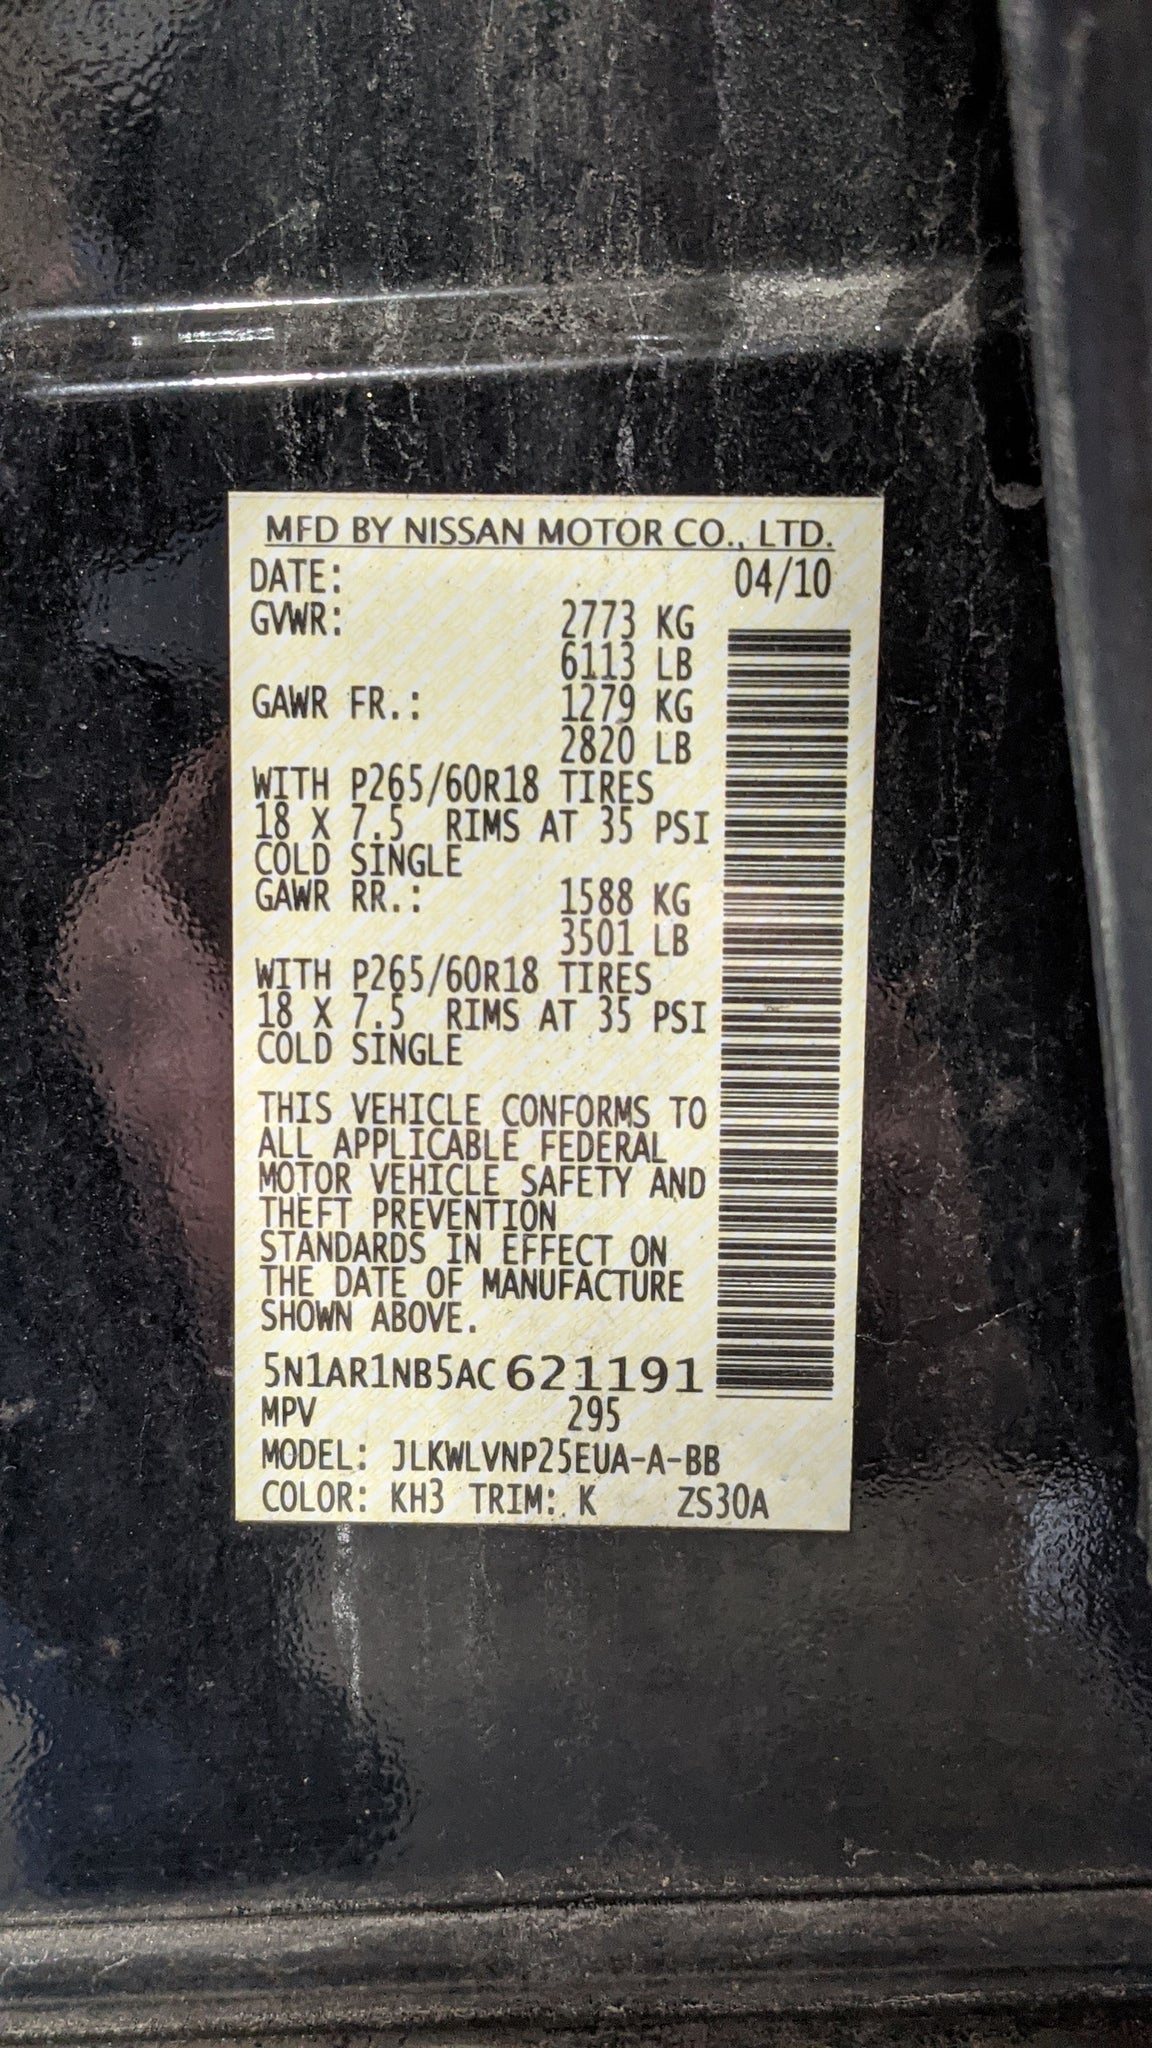 MFD BY NISSAN MOTOR CO., LTD.
DATE: 04/10
GVWR: 2773 KG
6113 LB
GAWR FR.: 1279 KG
2820 LB
WITH P265/60R18 TIRES
18 X 7.5 RIMS AT 35 PSI
COLD SINGLE
GAWR RR.: 1588 KG
3501 LB
WITH P265/60R18 TIRES
18 X 7.5 RIMS AT 35 PSI
COLD SINGLE
THIS VEHICLE CONFORMS TO
ALL APPLICABLE FEDERAL
MOTOR VEHICLE SAFETY AND
THEFT PREVENTION
STANDARDS IN EFFECT ON
THE DATE OF MANUFACTURE
SHOWN ABOVE.
5N1AR1NB5AC621191
MPV 295
MODEL: JLKWLVNP25EUA-A-BB
COLOR: KH3 TRIM: K ZS30A